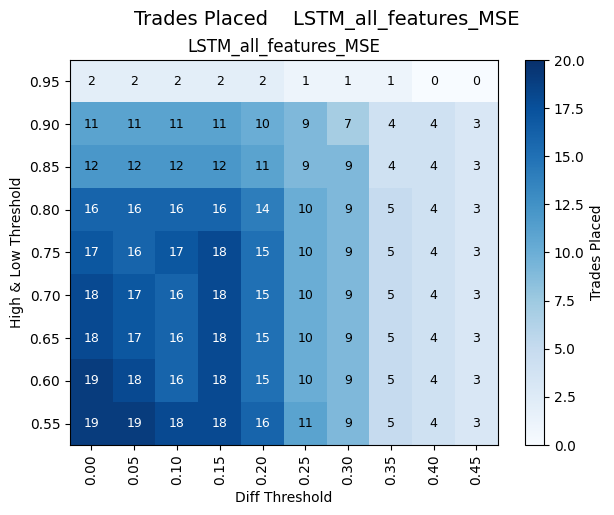 Trades Placed    LSTM_all_features_MSE
LSTM_all_features_MSE
High & Low Threshold
0.95 2 2 2 2 2 1 1 1 0 0
0.90 11 11 11 11 10 9 7 4 4 3
0.85 12 12 12 12 11 9 9 4 4 3
0.80 16 16 16 16 14 10 9 5 4 3
0.75 17 16 17 18 15 10 9 5 4 3
0.70 18 17 16 18 15 10 9 5 4 3
0.65 18 17 16 18 15 10 9 5 4 3
0.60 19 18 16 18 15 10 9 5 4 3
0.55 19 19 18 18 16 11 9 5 4 3
0.00 0.05 0.10 0.15 0.20 0.25 0.30 0.35 0.40 0.45
Diff Threshold
20.0
17.5
15.0
12.5
10.0
7.5
5.0
2.5
0.0
Trades Placed